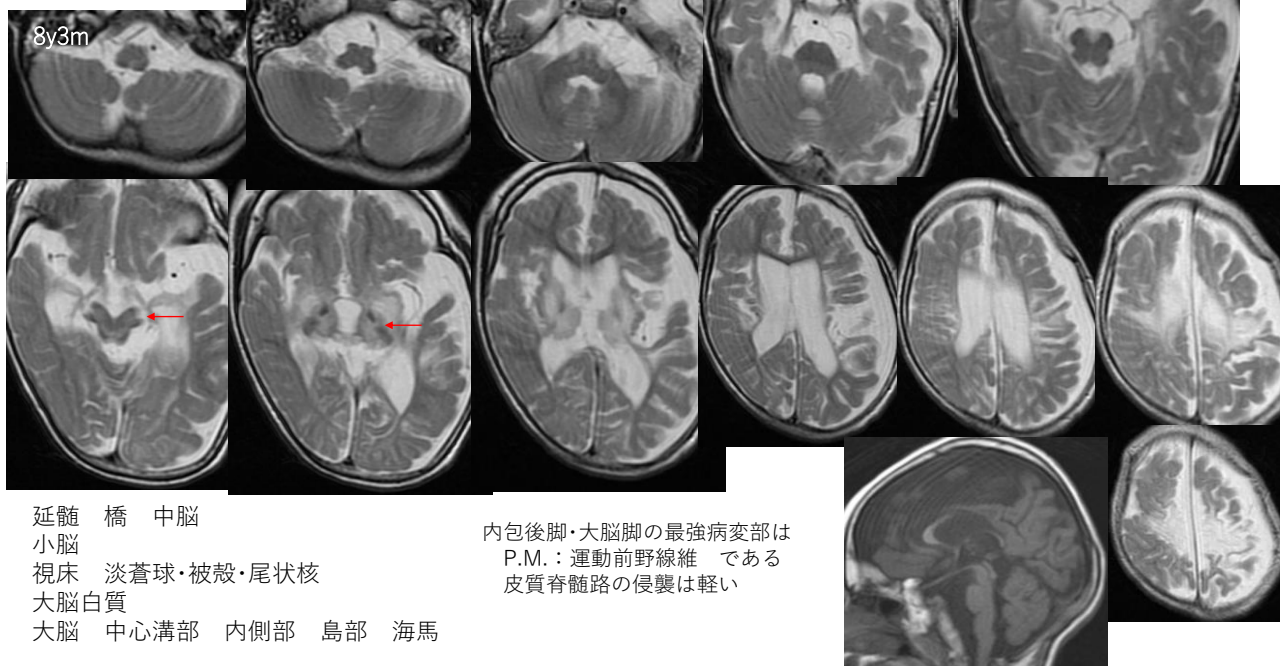 8y3m
延髄　橋　中脳
小脳
視床　淡蒼球･被殻･尾状核
大脳白質
大脳　中心溝部　内側部　島部　海馬
内包後脚･大脳脚の最強病変部は
P.M.：運動前野線維　である
皮質脊髄路の侵襲は軽い